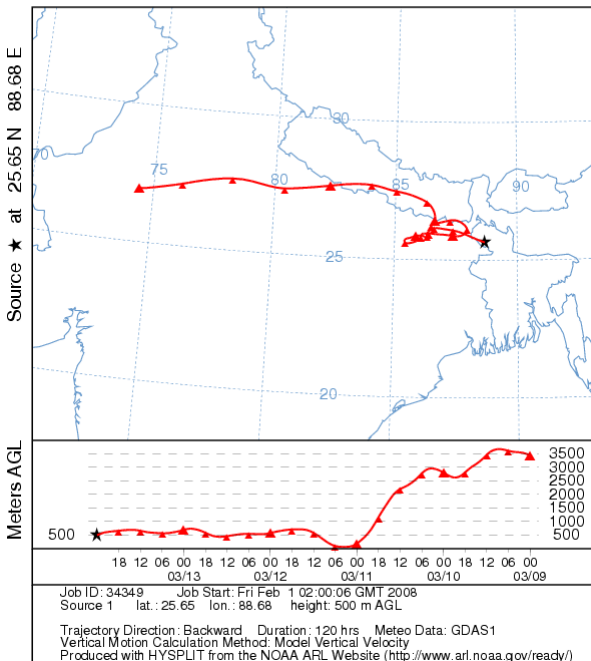 Source ★ at 25.65 N 88.68 E
70
75
80
85
90
30
25
20
Meters AGL
500
3500
3000
2500
2000
1500
1000
500
18 12 06 00 18 12 06 00 18 12 06 00 18 12 06 00 18 12 06 00
03/13 03/12 03/11 03/10 03/09
Job ID: 34349 Job Start: Fri Feb 1 02:00:06 GMT 2008
Source 1 lat.: 25.65 lon.: 88.68 height: 500 m AGL
Trajectory Direction: Backward Duration: 120 hrs Meteo Data: GDAS1
Vertical Motion Calculation Method: Model Vertical Velocity
Produced with HYSPLIT from the NOAA ARL Website (http://www.arl.noaa.gov/ready/)